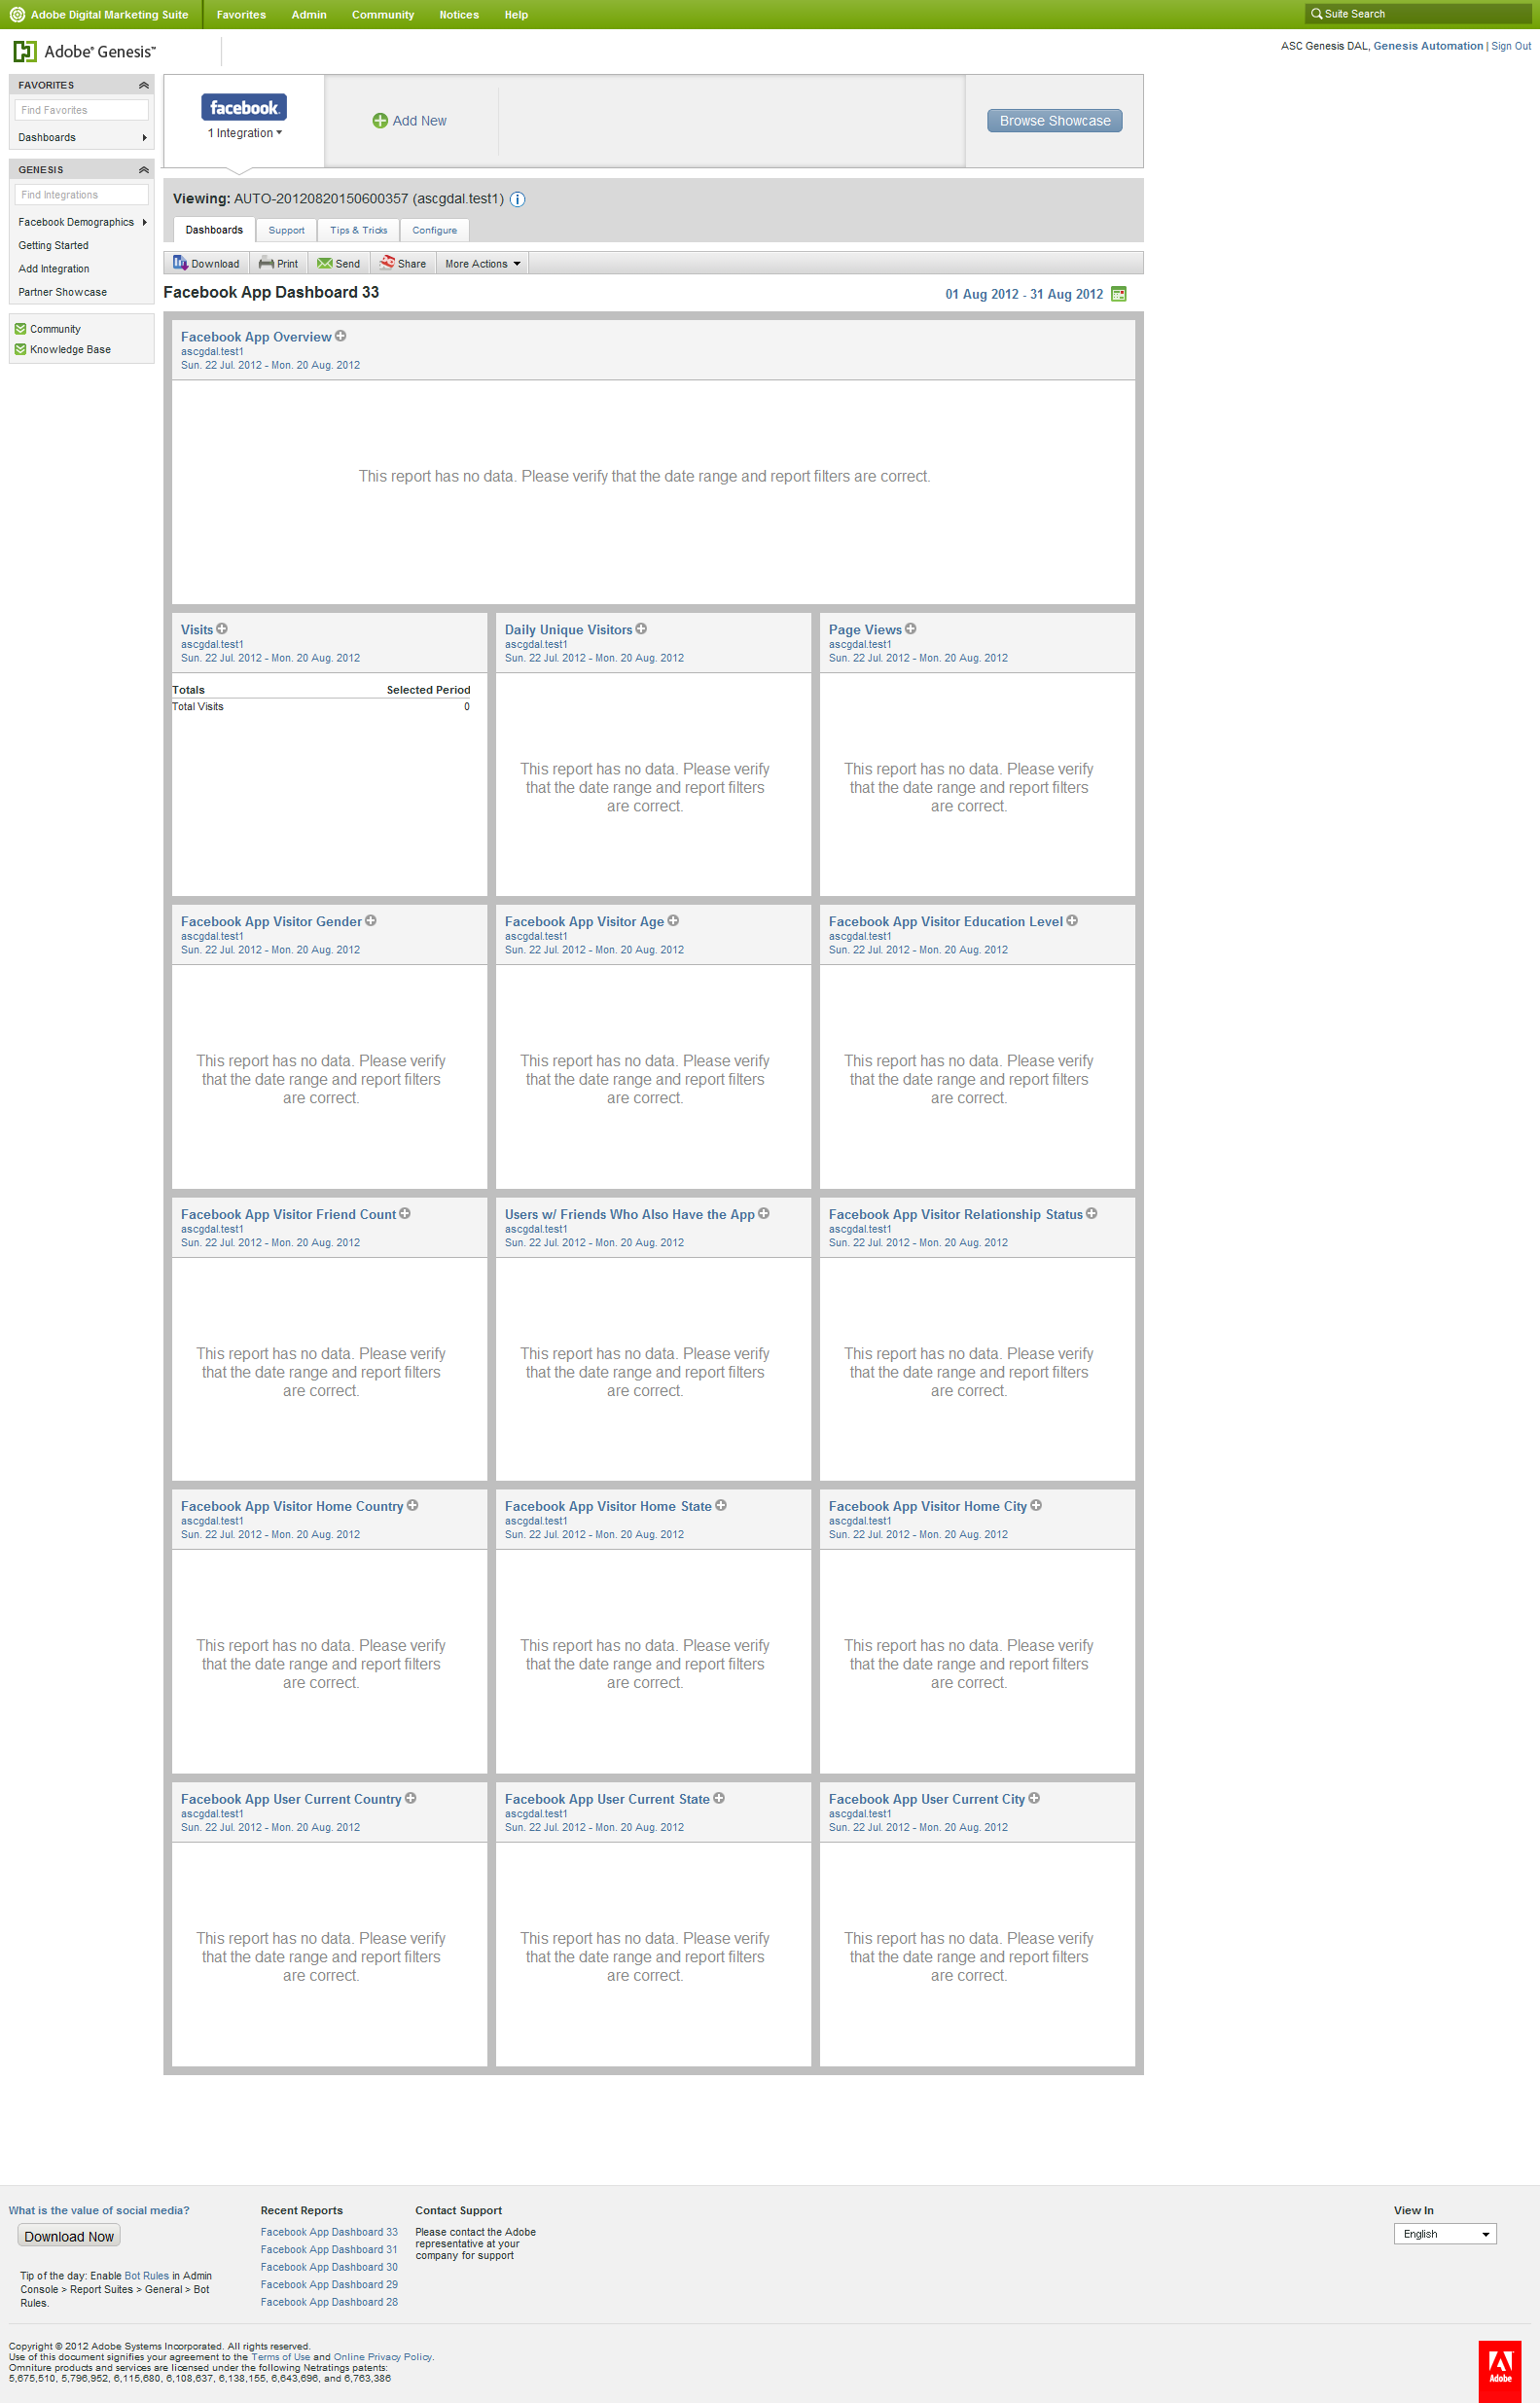 Adobe Digital Marketing Suite Favorites Admin Community Notices Help Suite Search
Adobe® Genesis™
ASC Genesis DAL, Genesis Automation | Sign Out
FAVORITES
Find Favorites
Dashboards
GENESIS
Find Integrations
Facebook Demographics
Getting Started
Add Integration
Partner Showcase
Community
Knowledge Base
facebook
1 Integration
Add New
Browse Showcase
Viewing: AUTO-20120820150600357 (ascgdal.test1)
Dashboards Support Tips & Tricks Configure
Download Print Send Share More Actions
Facebook App Dashboard 33
01 Aug 2012 - 31 Aug 2012
Facebook App Overview
ascgdal.test1
Sun. 22 Jul. 2012 - Mon. 20 Aug. 2012
This report has no data. Please verify that the date range and report filters are correct.
Visits
ascgdal.test1
Sun. 22 Jul. 2012 - Mon. 20 Aug. 2012
Totals Selected Period
Total Visits 0
Daily Unique Visitors
ascgdal.test1
Sun. 22 Jul. 2012 - Mon. 20 Aug. 2012
This report has no data. Please verify
that the date range and report filters
are correct.
Page Views
ascgdal.test1
Sun. 22 Jul. 2012 - Mon. 20 Aug. 2012
This report has no data. Please verify
that the date range and report filters
are correct.
Facebook App Visitor Gender
ascgdal.test1
Sun. 22 Jul. 2012 - Mon. 20 Aug. 2012
This report has no data. Please verify
that the date range and report filters
are correct.
Facebook App Visitor Age
ascgdal.test1
Sun. 22 Jul. 2012 - Mon. 20 Aug. 2012
This report has no data. Please verify
that the date range and report filters
are correct.
Facebook App Visitor Education Level
ascgdal.test1
Sun. 22 Jul. 2012 - Mon. 20 Aug. 2012
This report has no data. Please verify
that the date range and report filters
are correct.
Facebook App Visitor Friend Count
ascgdal.test1
Sun. 22 Jul. 2012 - Mon. 20 Aug. 2012
This report has no data. Please verify
that the date range and report filters
are correct.
Users w/ Friends Who Also Have the App
ascgdal.test1
Sun. 22 Jul. 2012 - Mon. 20 Aug. 2012
This report has no data. Please verify
that the date range and report filters
are correct.
Facebook App Visitor Relationship Status
ascgdal.test1
Sun. 22 Jul. 2012 - Mon. 20 Aug. 2012
This report has no data. Please verify
that the date range and report filters
are correct.
Facebook App Visitor Home Country
ascgdal.test1
Sun. 22 Jul. 2012 - Mon. 20 Aug. 2012
This report has no data. Please verify
that the date range and report filters
are correct.
Facebook App Visitor Home State
ascgdal.test1
Sun. 22 Jul. 2012 - Mon. 20 Aug. 2012
This report has no data. Please verify
that the date range and report filters
are correct.
Facebook App Visitor Home City
ascgdal.test1
Sun. 22 Jul. 2012 - Mon. 20 Aug. 2012
This report has no data. Please verify
that the date range and report filters
are correct.
Facebook App User Current Country
ascgdal.test1
Sun. 22 Jul. 2012 - Mon. 20 Aug. 2012
This report has no data. Please verify
that the date range and report filters
are correct.
Facebook App User Current State
ascgdal.test1
Sun. 22 Jul. 2012 - Mon. 20 Aug. 2012
This report has no data. Please verify
that the date range and report filters
are correct.
Facebook App User Current City
ascgdal.test1
Sun. 22 Jul. 2012 - Mon. 20 Aug. 2012
This report has no data. Please verify
that the date range and report filters
are correct.
What is the value of social media?
Download Now
Tip of the day: Enable Bot Rules in Admin
Console > Report Suites > General > Bot
Rules.
Recent Reports
Facebook App Dashboard 33
Facebook App Dashboard 31
Facebook App Dashboard 30
Facebook App Dashboard 29
Facebook App Dashboard 28
Contact Support
Please contact the Adobe
representative at your
company for support
View In
English
Copyright © 2012 Adobe Systems Incorporated. All rights reserved.
Use of this document signifies your agreement to the Terms of Use and Online Privacy Policy.
Omniture products and services are licensed under the following Netratings patents:
5,675,510, 5,796,952, 6,115,680, 6,108,637, 6,138,155, 6,643,696, and 6,763,386
Adobe